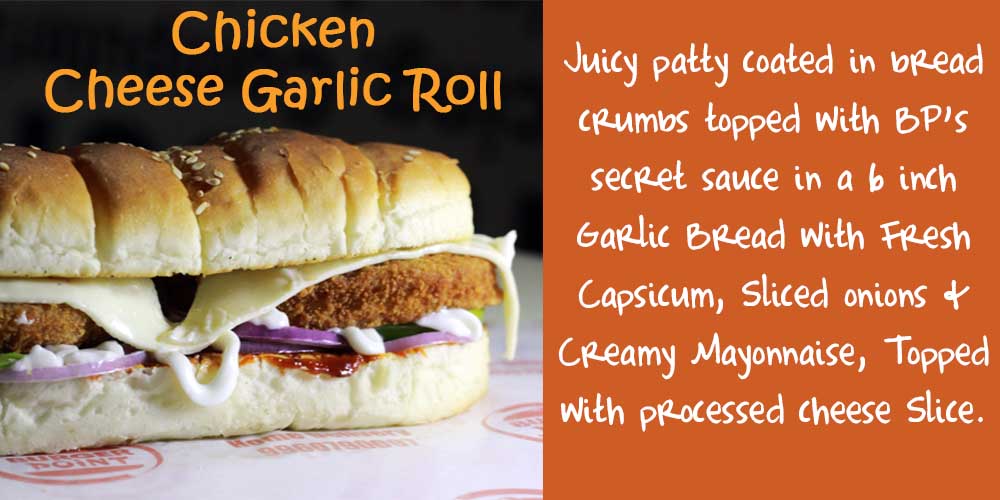 Chicken
Cheese Garlic Roll
Juicy patty coated in bread
crumbs topped with BP's
secret sauce in a 6 inch
Garlic Bread With Fresh
Capsicum, Sliced onions &
Creamy Mayonnaise, Topped
with processed cheese Slice.
POINT